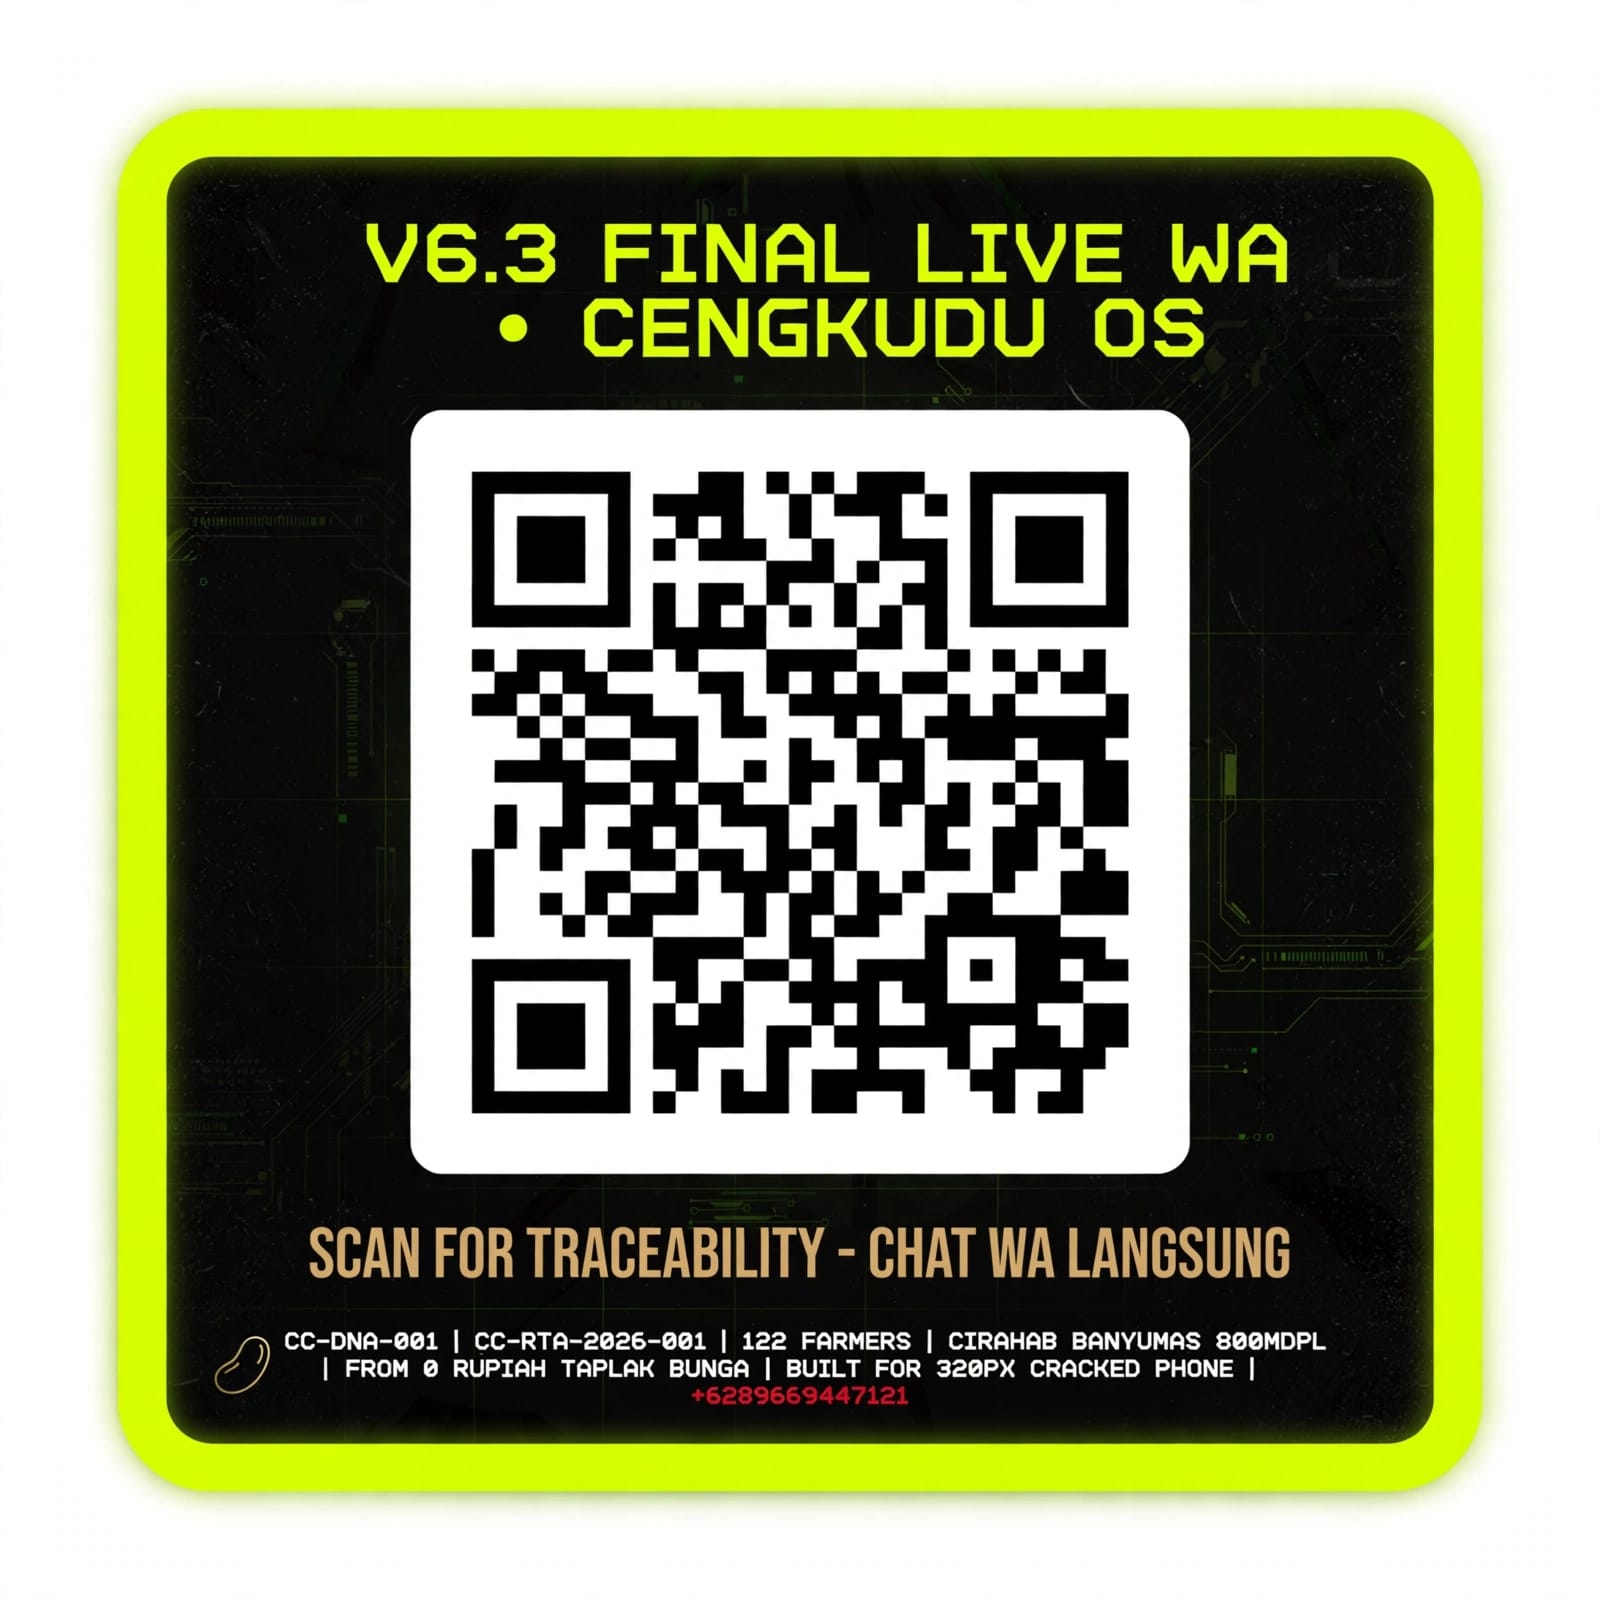 V6.3 FINAL LIVE WA
• CENGKUDU OS
SCAN FOR TRACEABILITY - CHAT WA LANGSUNG
CC-DNA-001 | CC-RTA-2026-001 | 122 FARMERS | CIRAHAB BANYUMAS 800MDPL
| FROM 0 RUPIAH TAPLAK BUNGA | BUILT FOR 320PX CRACKED PHONE |
+6289669447121